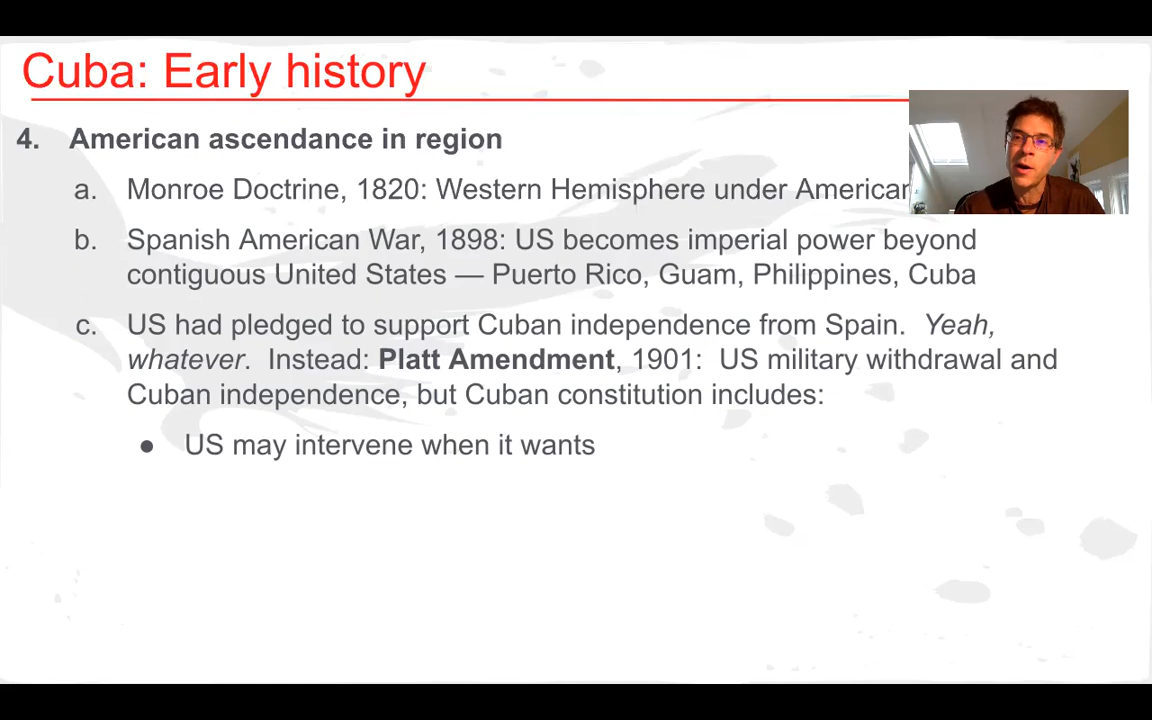 Cuba: Early history
4. American ascendance in region
a. Monroe Doctrine, 1820: Western Hemisphere under American
b. Spanish American War, 1898: US becomes imperial power beyond
contiguous United States — Puerto Rico, Guam, Philippines, Cuba
c. US had pledged to support Cuban independence from Spain. Yeah,
whatever. Instead: Platt Amendment, 1901: US military withdrawal and
Cuban independence, but Cuban constitution includes:
● US may intervene when it wants